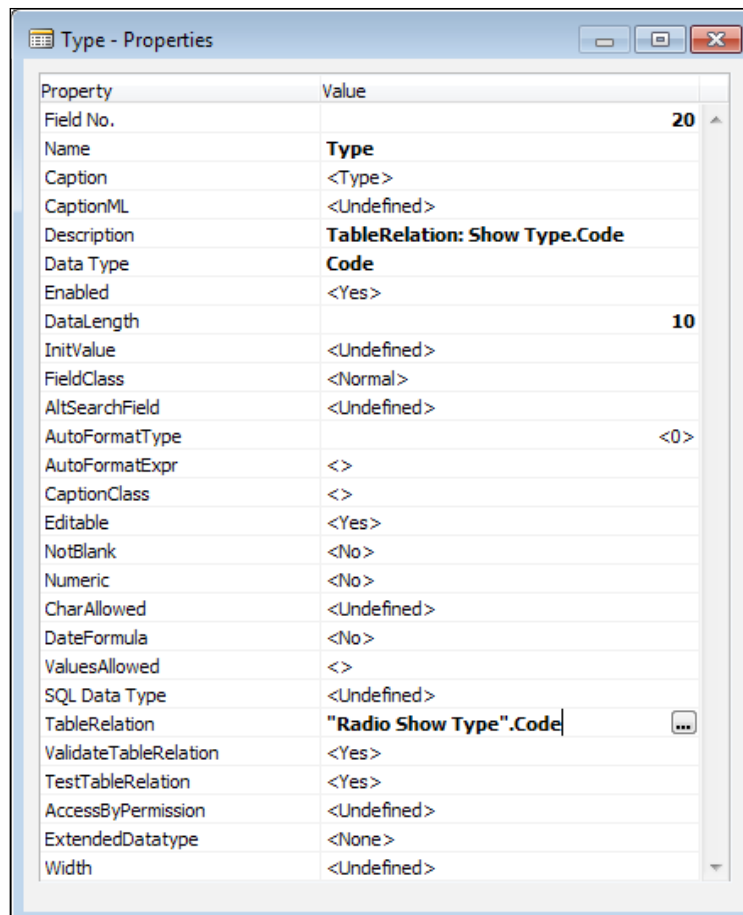 Type - Properties
Property Value
Field No. 20
Name Type
Caption <Type>
CaptionML <Undefined>
Description TableRelation: Show Type.Code
Data Type Code
Enabled <Yes>
DataLength 10
InitValue <Undefined>
FieldClass <Normal>
AltSearchField <Undefined>
AutoFormatType <0>
AutoFormatExpr <>
CaptionClass <>
Editable <Yes>
NotBlank <No>
Numeric <No>
CharAllowed <Undefined>
DateFormula <No>
ValuesAllowed <>
SQL Data Type <Undefined>
TableRelation "Radio Show Type".Code ...
ValidateTableRelation <Yes>
TestTableRelation <Yes>
AccessByPermission <Undefined>
ExtendedDatatype <None>
Width <Undefined>